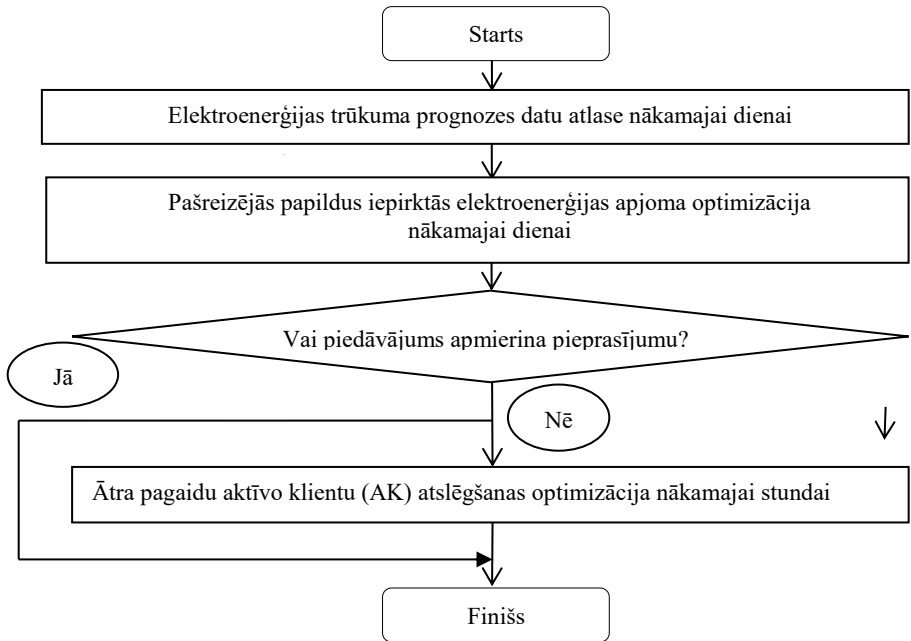 Starts
Elektroenerģijas trūkuma prognozes datu atlase nākamajai dienai
Pašreizējās papildus iepirktās elektroenerģijas apjoma optimizācija
nākamajai dienai
Vai piedāvājums apmierina pieprasījumu?
Jā
Nē
Ātra pagaidu aktīvo klientu (AK) atslēgšanas optimizācija nākamajai stundai
Finišs